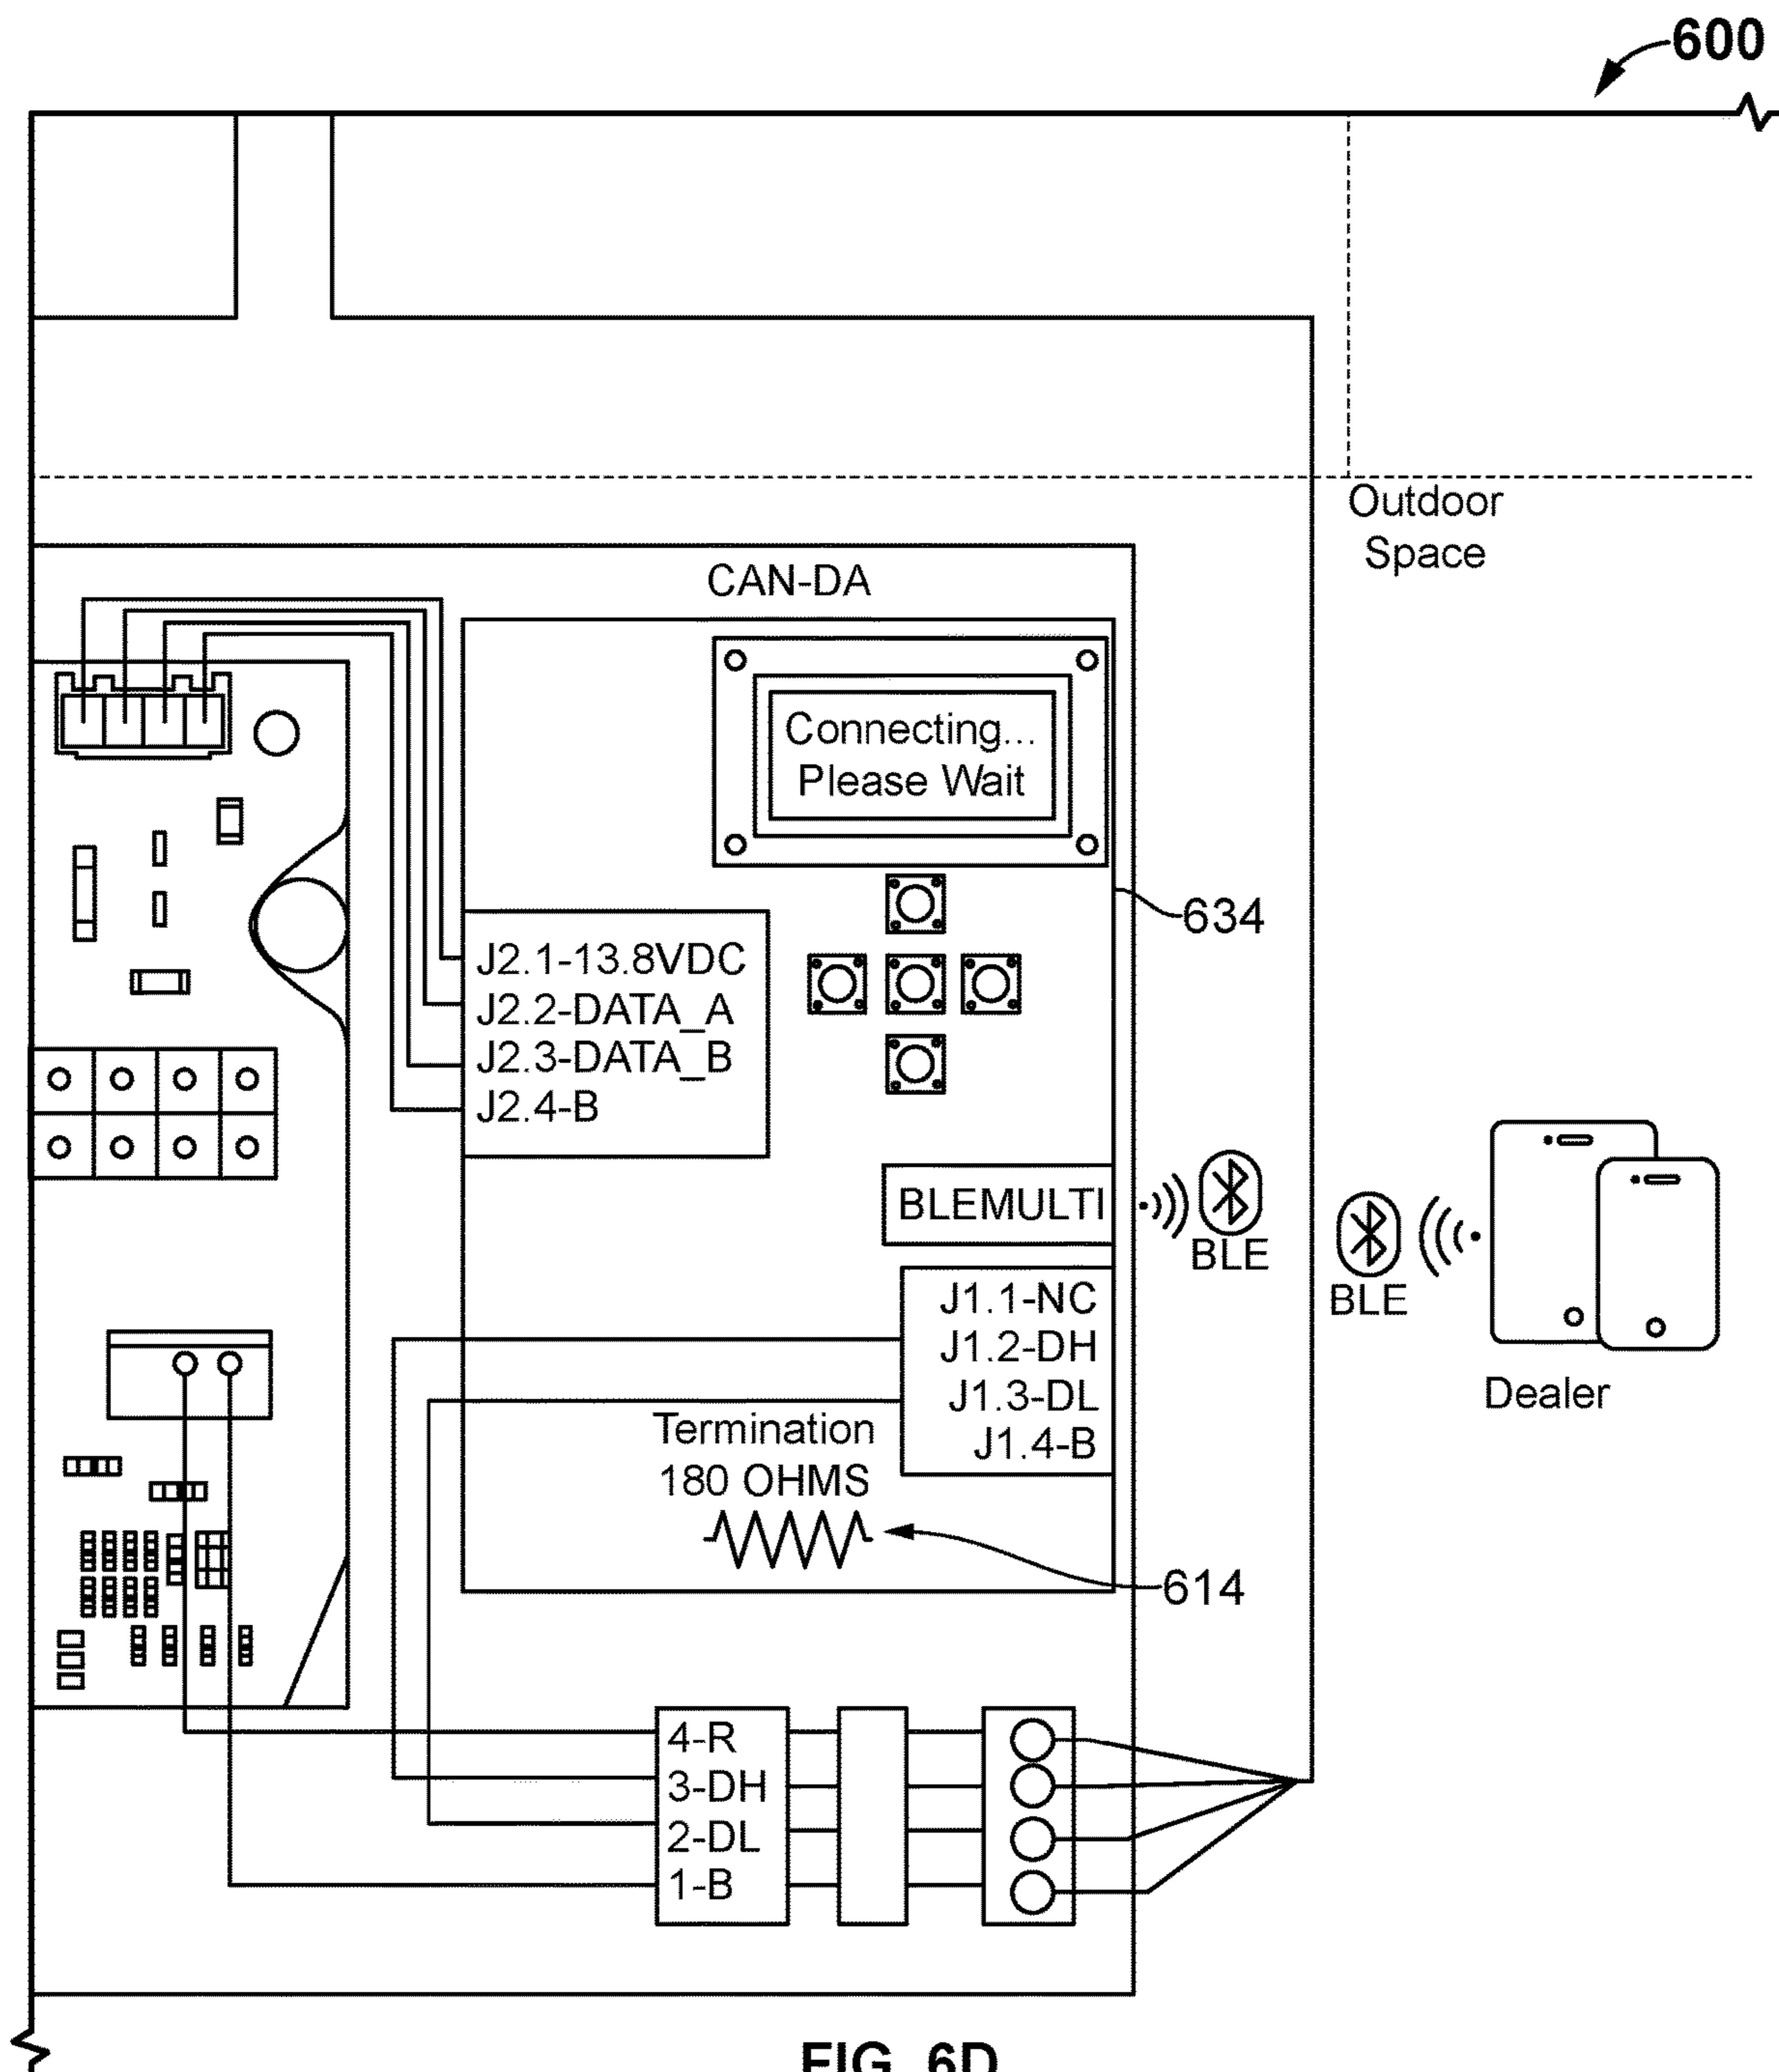 600
Outdoor
Space
CAN-DA
Connecting...
Please Wait
634
J2.1-13.8VDC
J2.2-DATA_A
J2.3-DATA_B
J2.4-B
BLEMULTI
BLE
BLE
Dealer
J1.1-NC
J1.2-DH
J1.3-DL
J1.4-B
Termination
180 OHMS
614
4-R
3-DH
2-DL
1-B
FIG. 6D